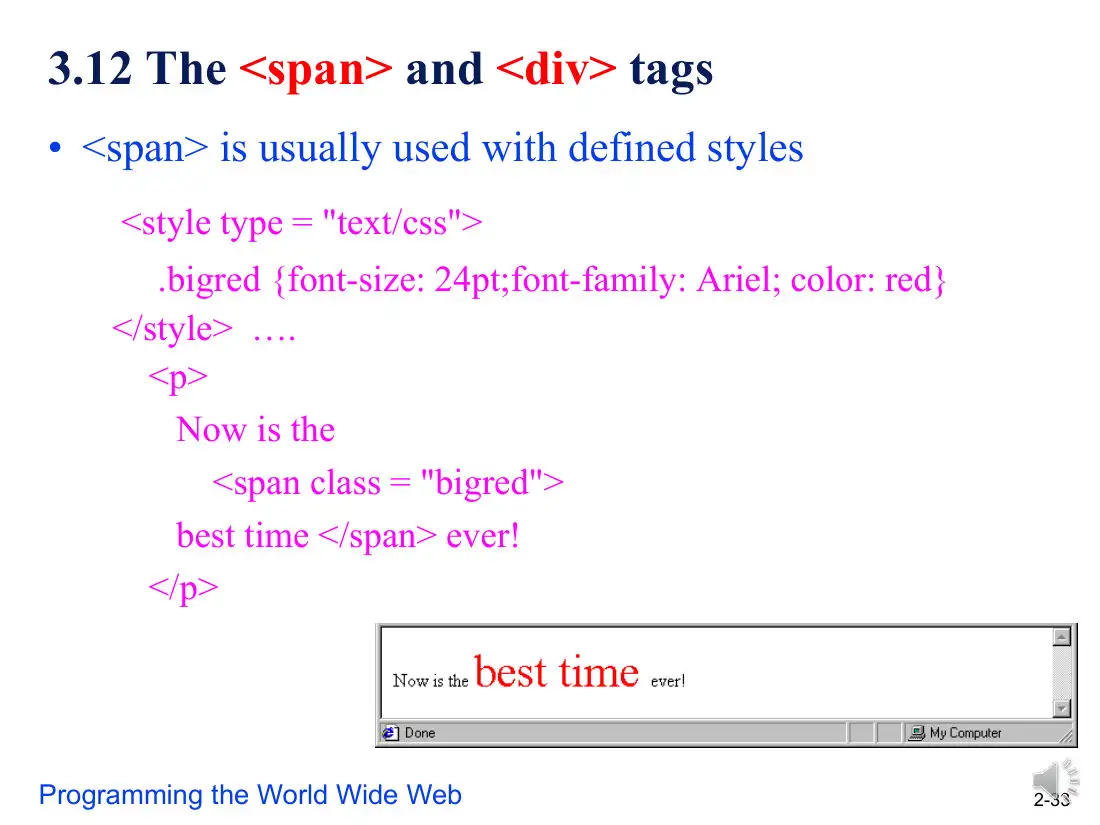 3.12 The <span> and <div> tags
• <span> is usually used with defined styles
<style type = "text/css">
.bigred {font-size: 24pt;font-family: Ariel; color: red}
</style> ….
<p>
Now is the
<span class = "bigred">
best time </span> ever!
</p>
Now is the best time ever!
Done My Computer
Programming the World Wide Web
2-33